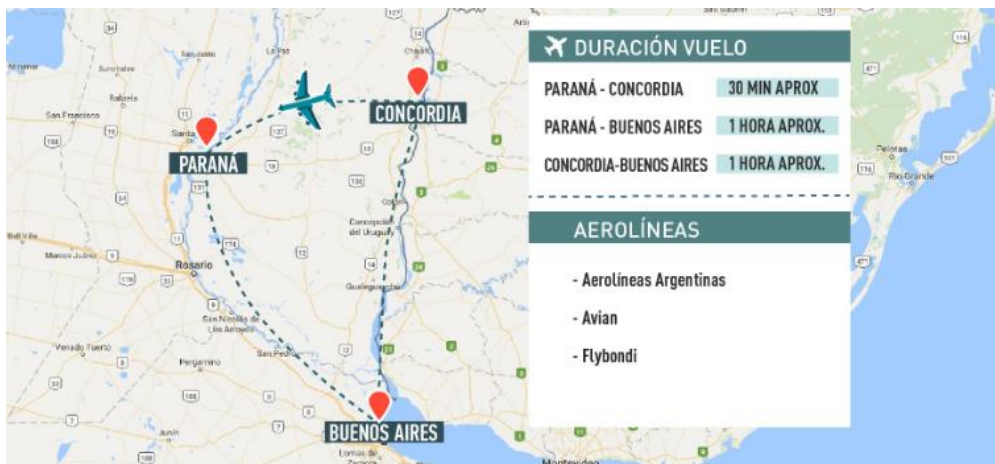 DURACIÓN VUELO
PARANÁ - CONCORDIA 30 MIN APROX
PARANÁ - BUENOS AIRES 1 HORA APROX.
CONCORDIA-BUENOS AIRES 1 HORA APROX.
AEROLÍNEAS
- Aerolíneas Argentinas
- Avian
- Flybondi
CONCORDIA
PARANÁ
BUENOS AIRES
La Paz
Rafaela
San Francisco
Concepción
del Uruguay
Gualeguaychú
Bell Ville
Marcos Juárez
Rosario
San Nicolás de
Los Arroyos
San Pedro
Venado Tuerto
Pergamino
Junín
Lomas de
Zamora
Montevideo
Pelotas
Rio Grande